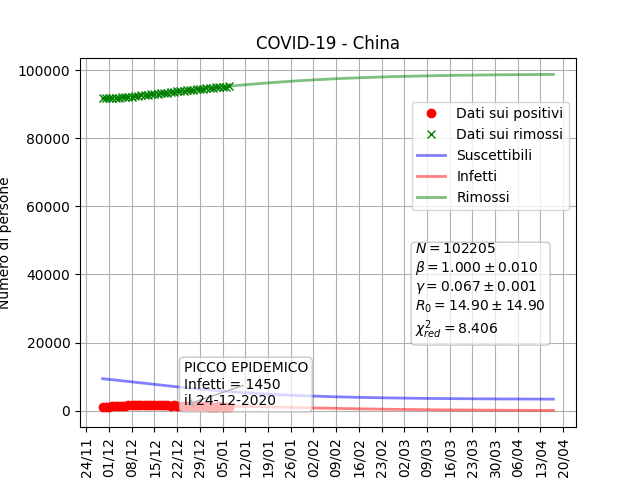 COVID-19 - China
Numero di persone
100000
80000
60000
40000
20000
0
Dati sui positivi
Dati sui rimossi
Suscettibili
Infetti
Rimossi
N = 102205
β = 1.000 ± 0.010
γ = 0.067 ± 0.001
R₀ = 14.90 ± 14.90
χ²red = 8.406
PICCO EPIDEMICO
Infetti = 1450
il 24-12-2020
24/11 01/12 08/12 15/12 22/12 29/12 05/01 12/01 19/01 26/01 02/02 09/02 16/02 23/02 02/03 09/03 16/03 23/03 30/03 06/04 13/04 20/04